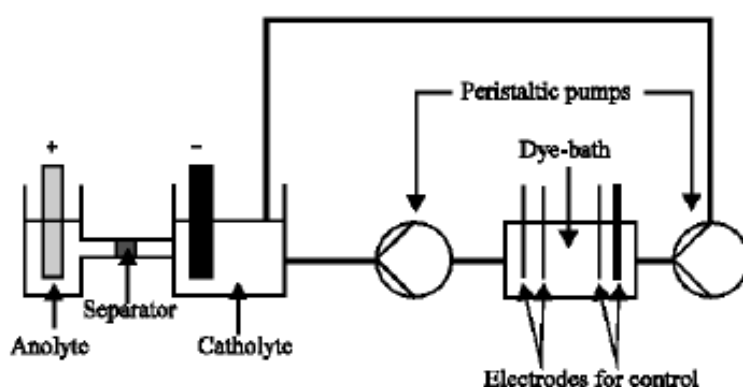 Peristaltic pumps
Dye-bath
+
-
Separator
Anolyte
Catholyte
Electrodes for control